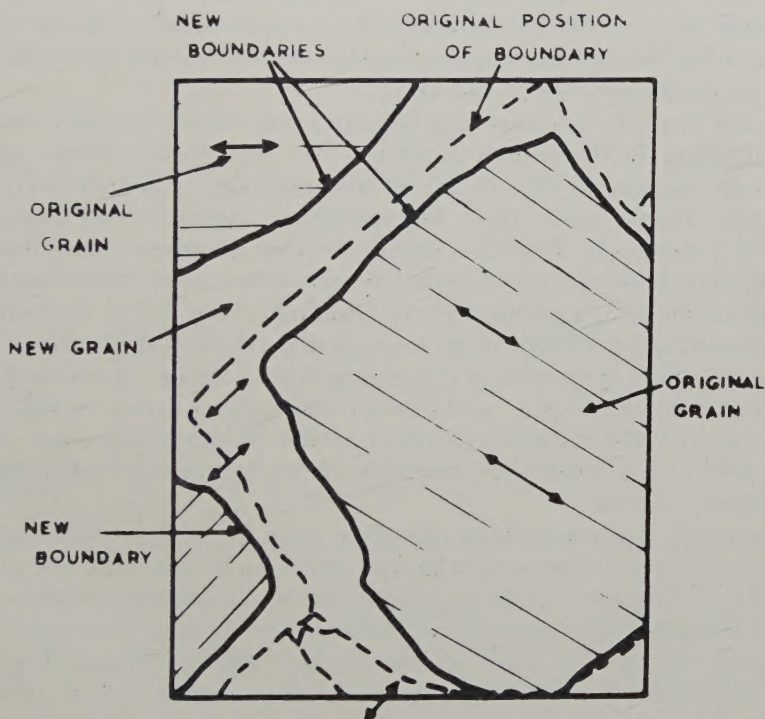 NEW
BOUNDARIES
ORIGINAL POSITION
OF BOUNDARY
ORIGINAL
GRAIN
NEW GRAIN
ORIGINAL
GRAIN
NEW
BOUNDARY